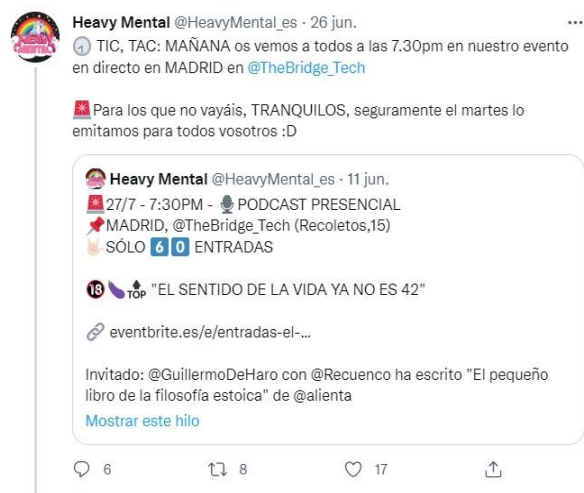 Heavy Mental @HeavyMental_es · 26 jun.
TIC, TAC: MAÑANA os vemos a todos a las 7.30pm en nuestro evento
en directo en MADRID en @TheBridge_Tech
🚨Para los que no vayáis, TRANQUILOS, seguramente el martes lo
emitamos para todos vosotros :D
Heavy Mental @HeavyMental_es · 11 jun.
🚨27/7 - 7:30PM - 🎙️PODCAST PRESENCIAL
📌MADRID, @TheBridge_Tech (Recoletos,15)
🤘🏻SÓLO 6️⃣0️⃣ ENTRADAS
🔞🍆🔝 "EL SENTIDO DE LA VIDA YA NO ES 42"
🔗 eventbrite.es/e/entradas-el-...
Invitado: @GuillermoDeHaro con @Recuenco ha escrito "El pequeño
libro de la filosofía estoica" de @alienta
Mostrar este hilo
6 8 17